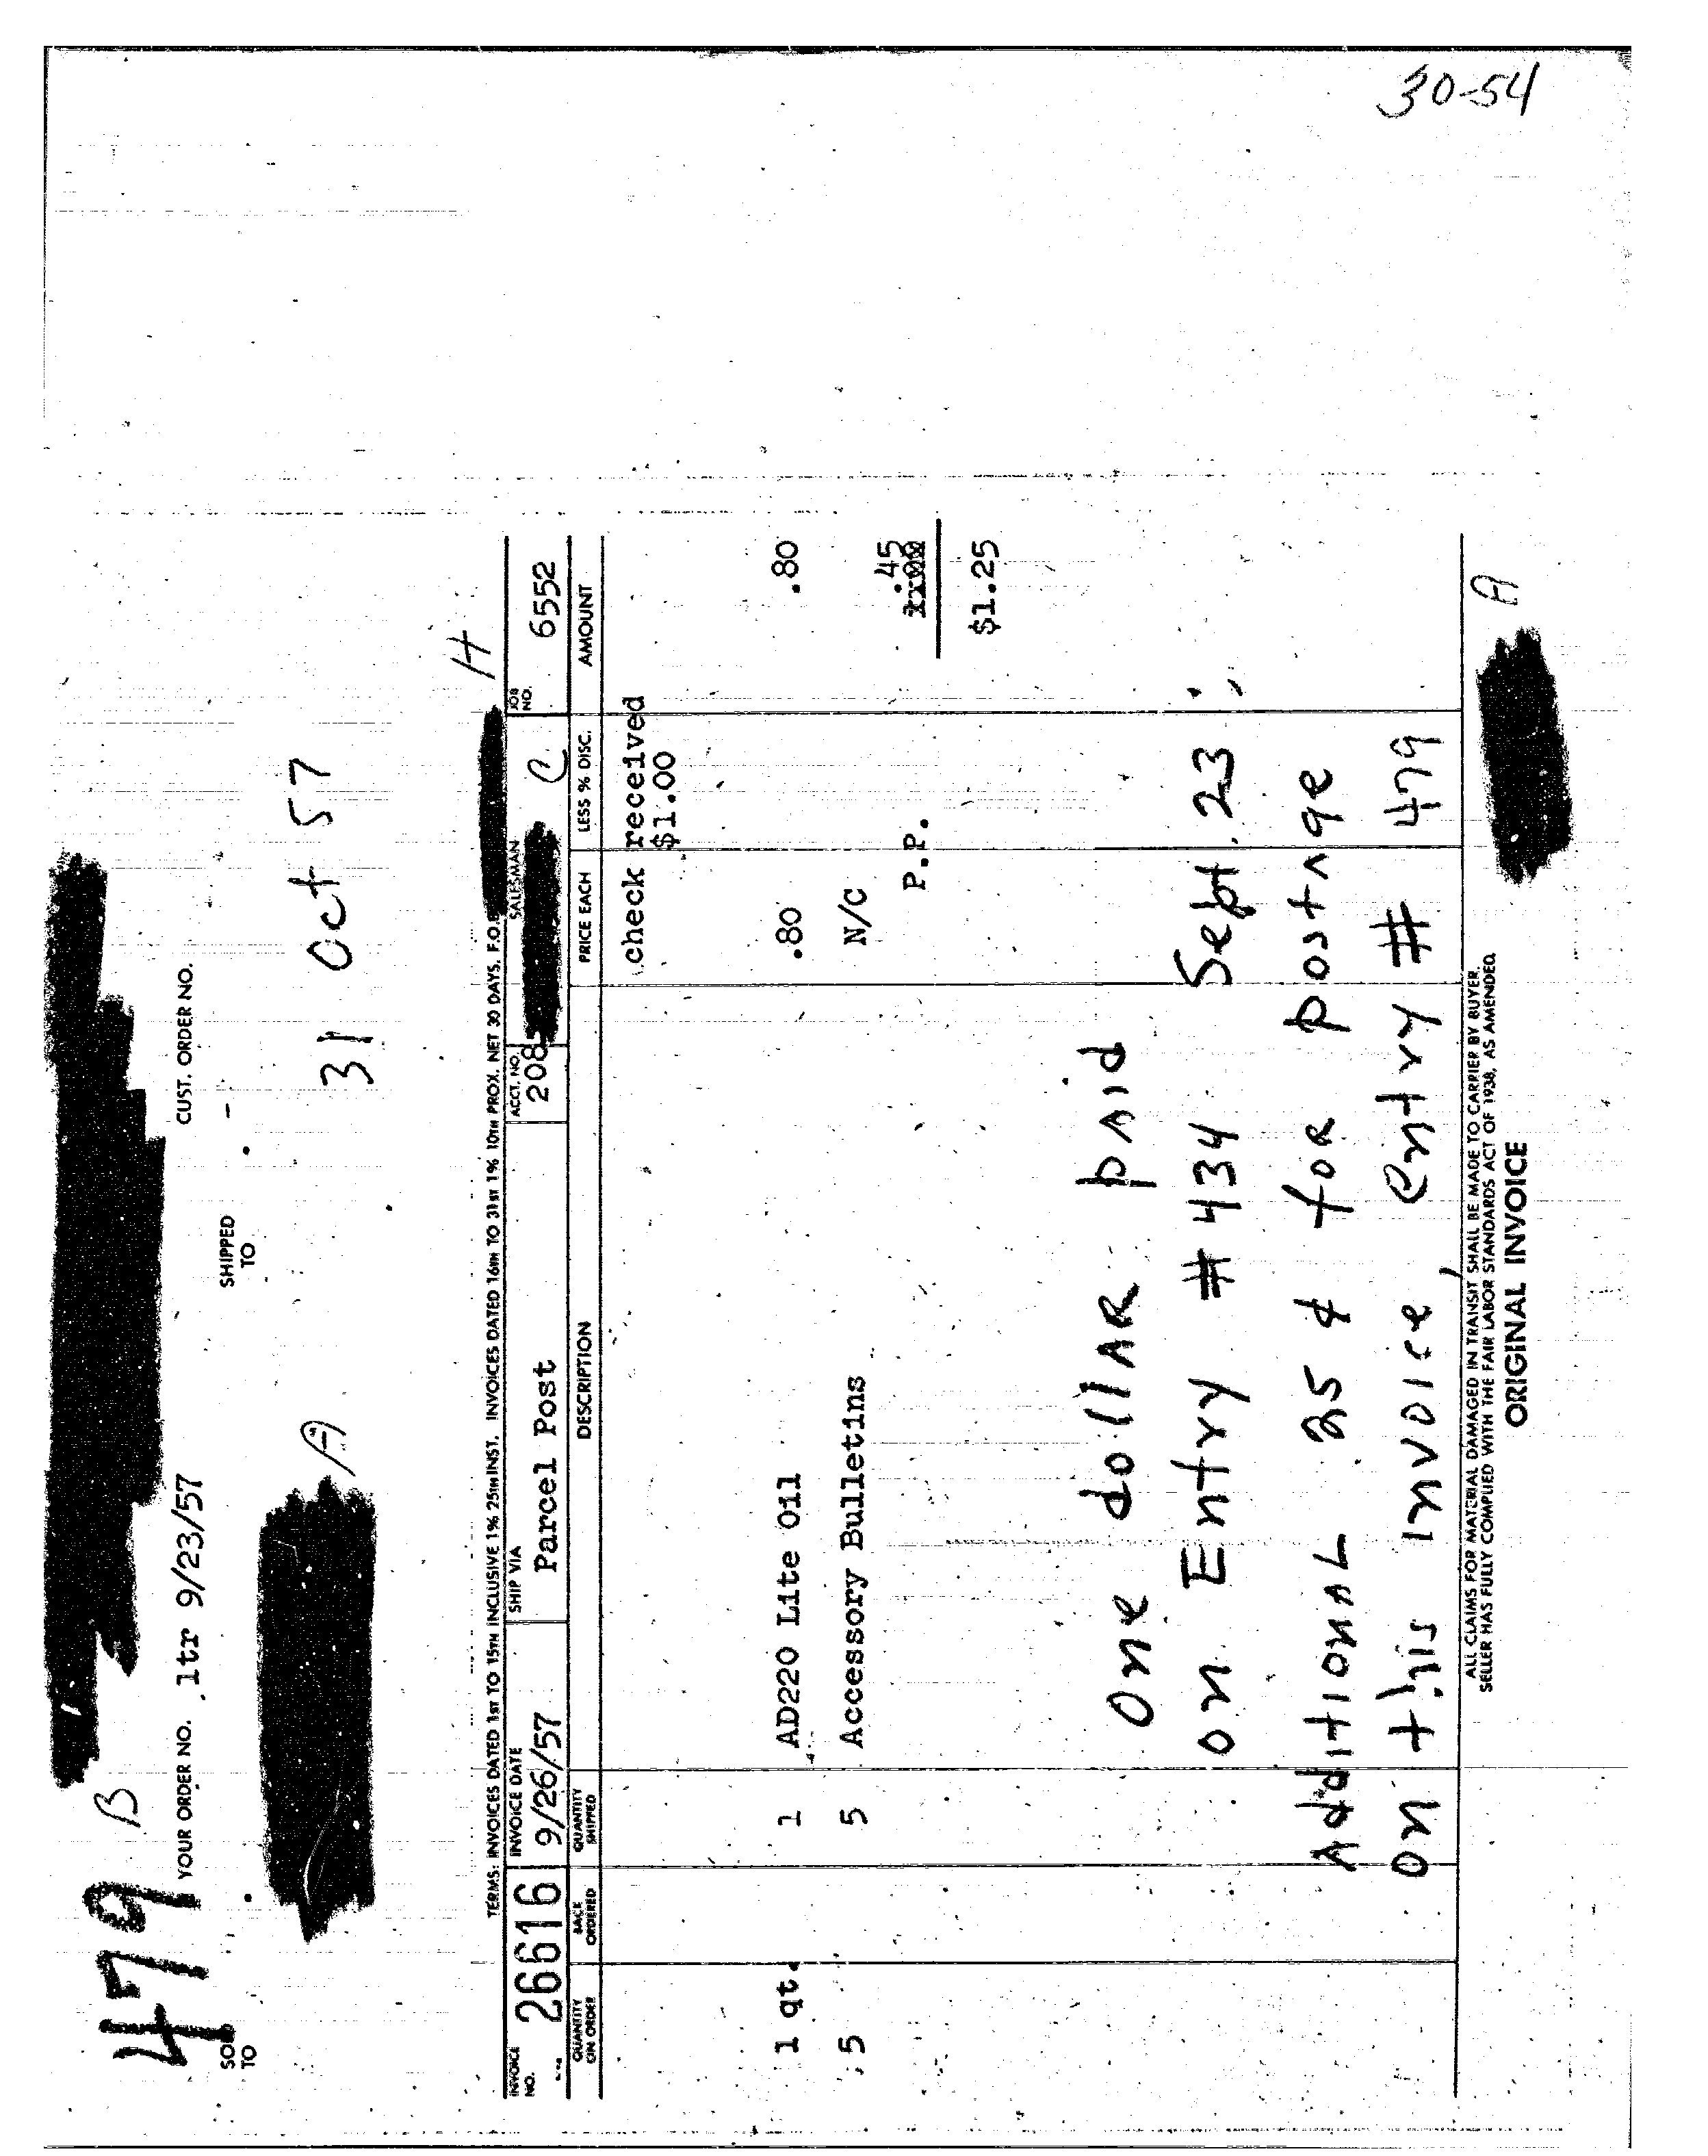 30-54
479 B
YOUR ORDER NO. ltr 9/23/57
CUST. ORDER NO.
SOLD TO
A
SHIPPED TO
-
31 Oct 57
H
TERMS: INVOICES DATED 1ST TO 15TH INCLUSIVE 1% 25TH INST. INVOICES DATED 16TH TO 31ST 1% 10TH PROX. NET 30 DAYS. F.O.
INVOICE NO. 26616
INVOICE DATE 9/26/57
SHIP VIA Parcel Post
ACCT. NO. 208
SALESMAN C
JOB NO. 6552
QUANTITY ON ORDER BACK ORDERED QUANTITY SHIPPED DESCRIPTION PRICE EACH LESS % DISC. AMOUNT
check received
$1.00
1 qt. 1 AD220 Lite Oil .80 .80
5 5 Accessory Bulletins N/C
P.P. .45
$1.25
One dollar paid
on Entry # 434 Sept. 23
Additional 25 ¢ for postage
on this invoice, entry # 479
ALL CLAIMS FOR MATERIAL DAMAGED IN TRANSIT SHALL BE MADE TO CARRIER BY BUYER.
SELLER HAS FULLY COMPLIED WITH THE FAIR LABOR STANDARDS ACT OF 1938, AS AMENDED.
ORIGINAL INVOICE
A